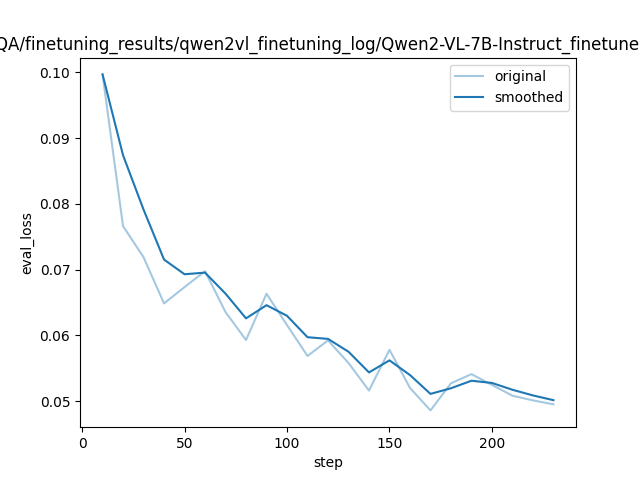 QA/finetuning_results/qwen2vl_finetuning_log/Qwen2-VL-7B-Instruct_finetune
original
smoothed
eval_loss
0.10
0.09
0.08
0.07
0.06
0.05
0
50
100
150
200
step